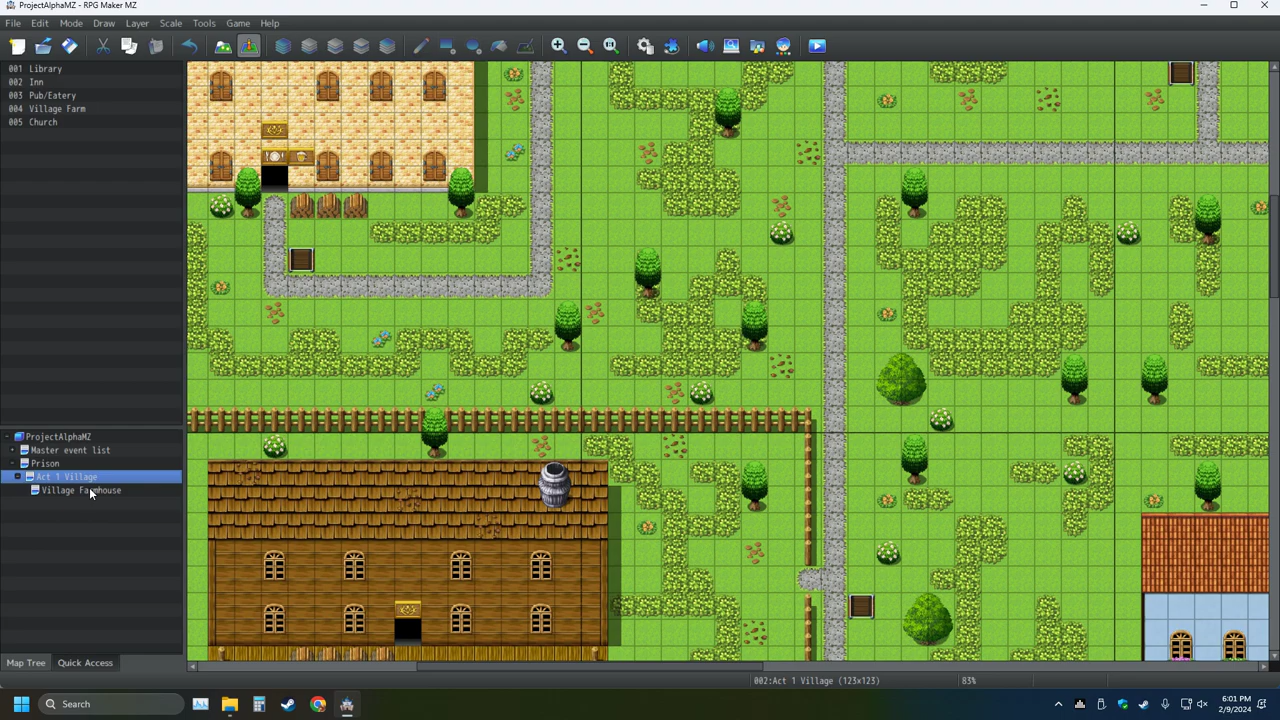 ProjectAlphaMZ - RPG Maker MZ
File Edit Mode Draw Layer Scale Tools Game Help
001 Library
002 Inn
003 Pub/Eatery
004 Village Farm
005 Church
ProjectAlphaMZ
Master event list
Prison
Act 1 Village
Village Farmhouse
Map Tree Quick Access
002:Act 1 Village (123x123) 83%
Search
6:01 PM
2/9/2024